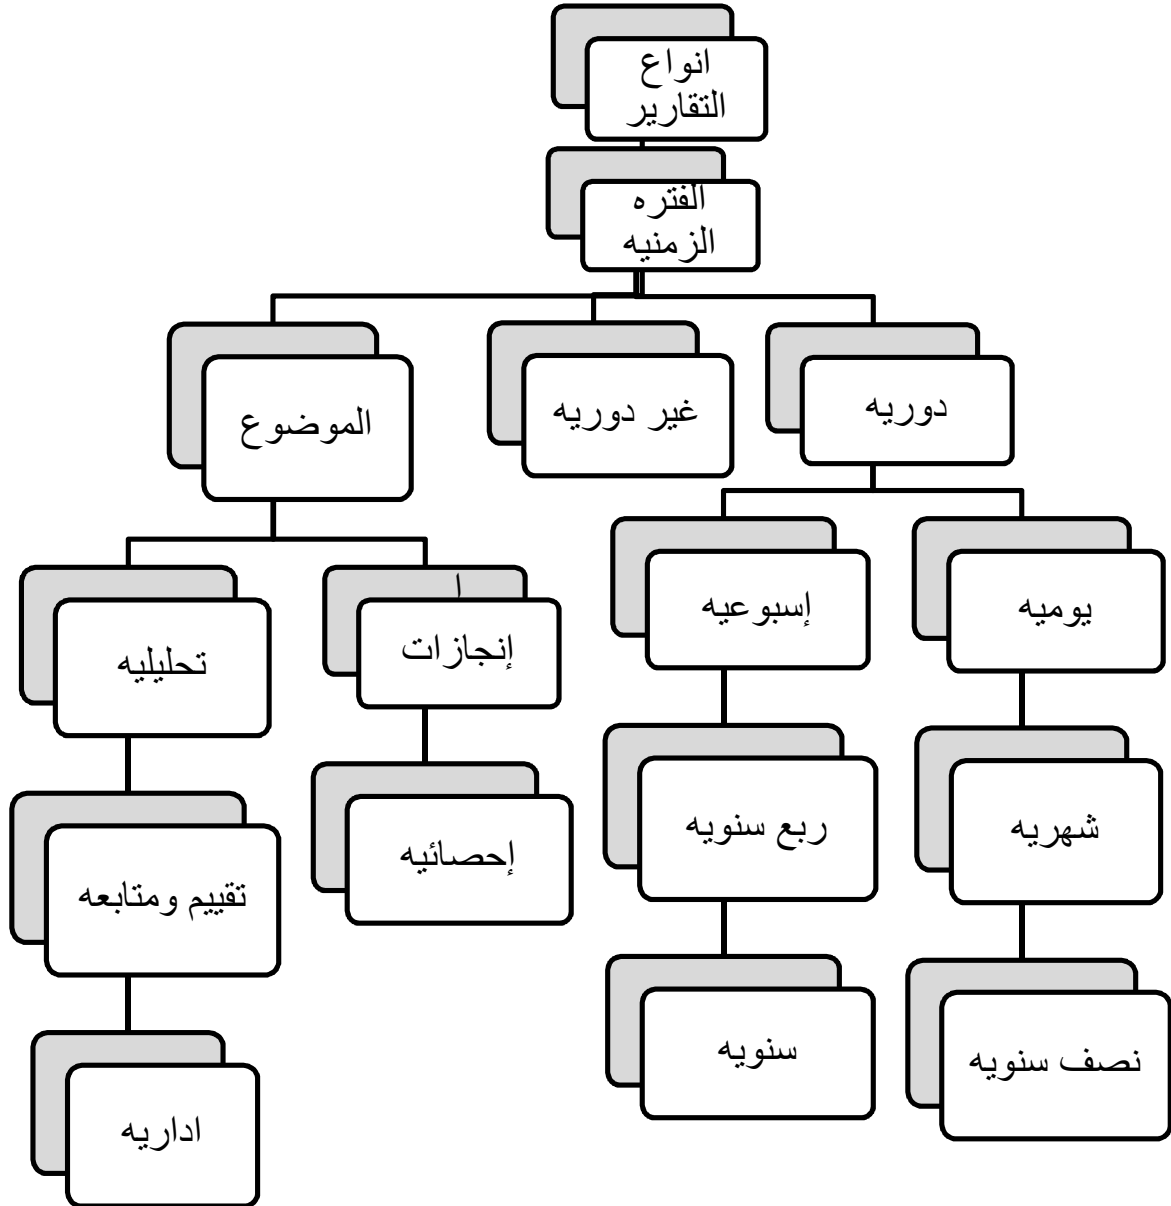 انواع
التقارير
الفتره
الزمنيه
دوريه
غير دوريه
الموضوع
يوميه
إسبوعيه
ا
إنجازات
تحليليه
شهريه
ربع سنويه
إحصائيه
تقييم ومتابعه
نصف سنويه
سنويه
اداريه